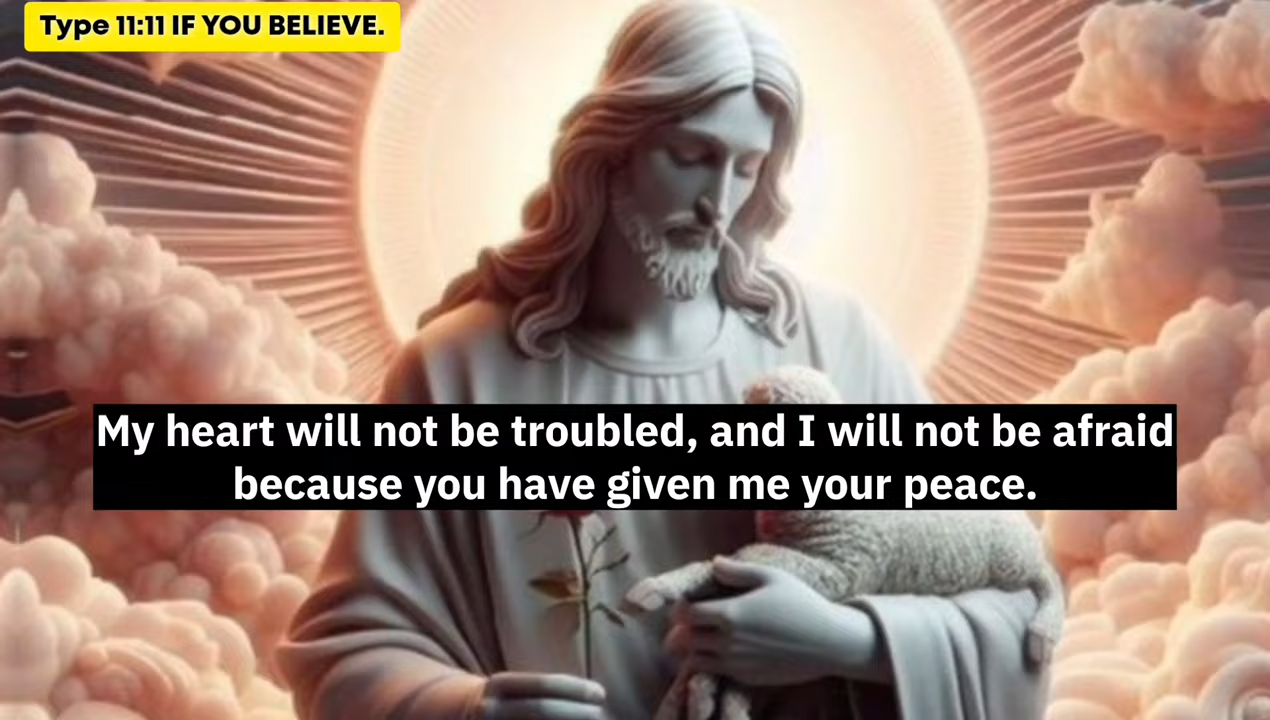 Type 11:11 IF YOU BELIEVE.
My heart will not be troubled, and I will not be afraid
because you have given me your peace.